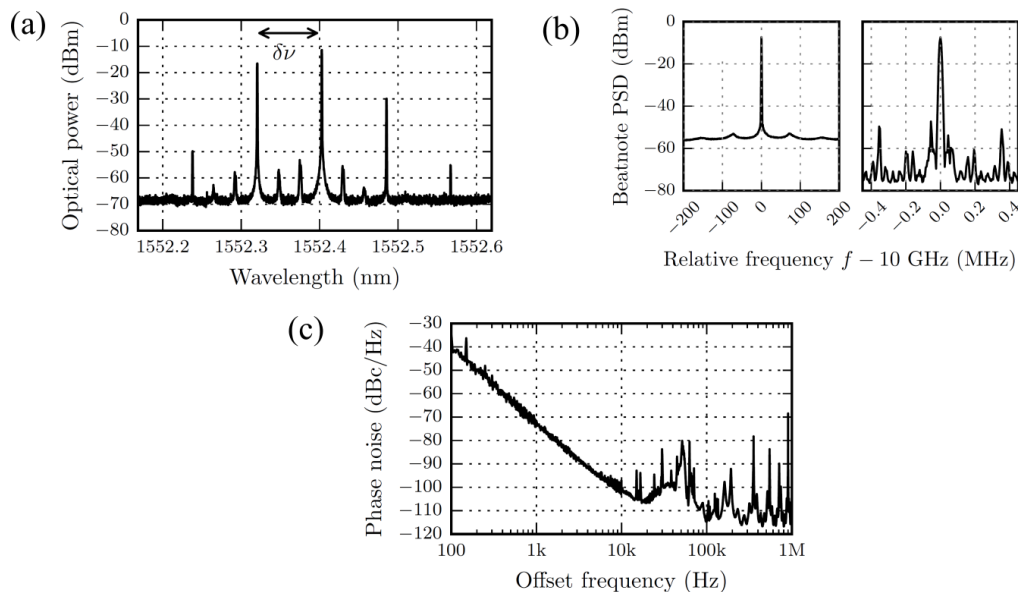 (a)
Optical power (dBm)
0
−10
−20
−30
−40
−50
−60
−70
−80
δν
1552.2 1552.3 1552.4 1552.5 1552.6
Wavelength (nm)
(b)
Beatnote PSD (dBm)
0
−40
−60
−80
−200 −100 0 100 200
−0.4 −0.2 0.0 0.2 0.4
Relative frequency f − 10 GHz (MHz)
(c)
Phase noise (dBc/Hz)
−30
−40
−50
−60
−70
−80
−90
−100
−110
−120
100 1k 10k 100k 1M
Offset frequency (Hz)